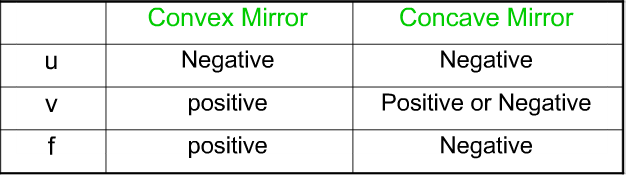 Convex Mirror Concave Mirror
u Negative Negative
v positive Positive or Negative
f positive Negative